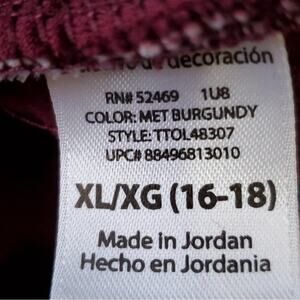 de decoración
RN# 52469 1U8
COLOR: MET BURGUNDY
STYLE: TTOL48307
UPC# 88496813010
XL/XG (16-18)
Made in Jordan
Hecho en Jordania